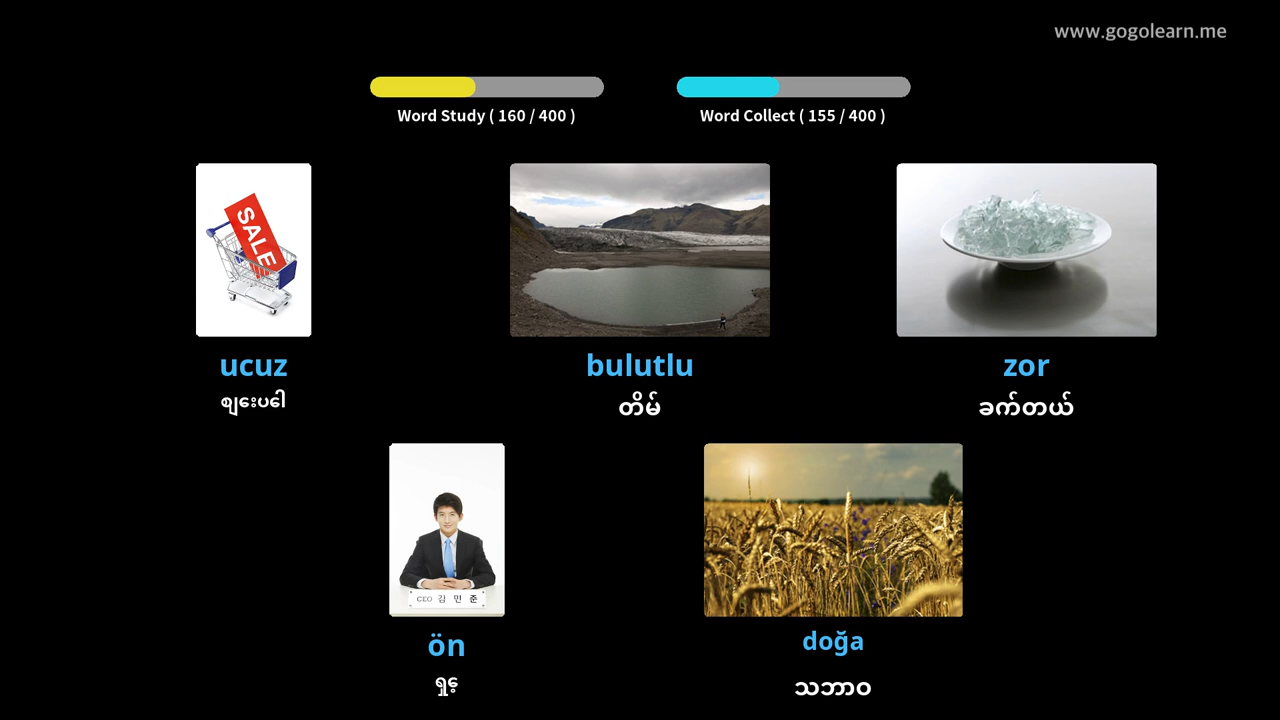 www.gogolearn.me
Word Study ( 160 / 400 )
Word Collect ( 155 / 400 )
SALE
ucuz
စျေးပေါ
bulutlu
တိမ်
zor
ခက်တယ်
CEO 김 민 준
ön
ရှေ့
doğa
သဘာဝ